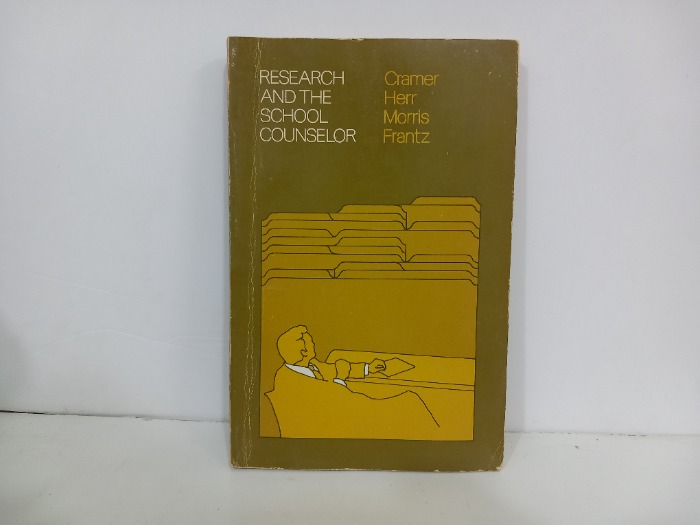 RESEARCH
AND THE
SCHOOL
COUNSELOR
Cramer
Herr
Morris
Frantz